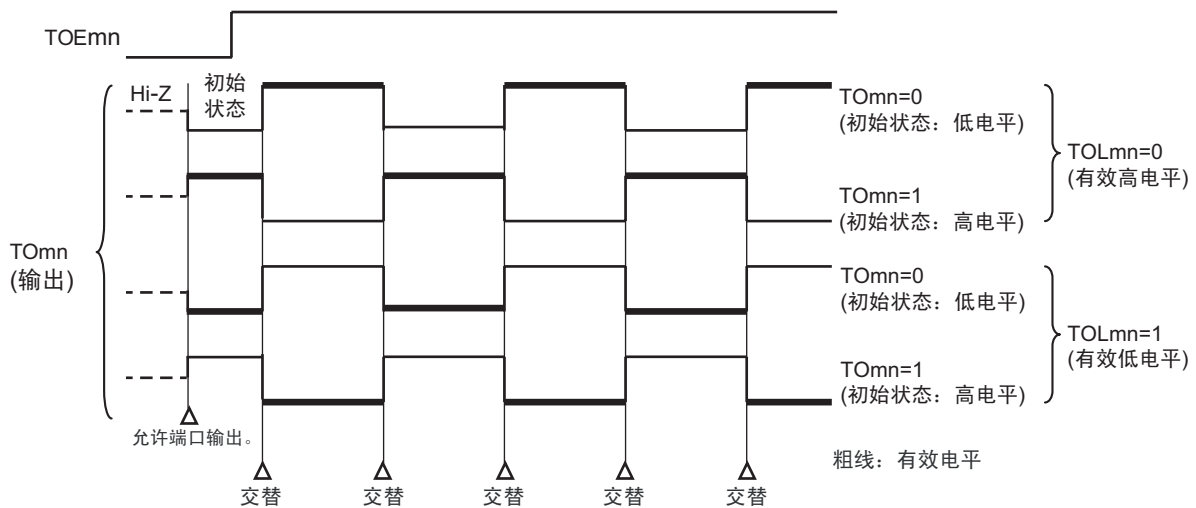 TOEmn
Hi-Z
初始
状态
TOmn=0
(初始状态：低电平)
TOLmn=0
(有效高电平)
TOmn=1
(初始状态：高电平)
TOmn
(输出)
TOmn=0
(初始状态：低电平)
TOLmn=1
(有效低电平)
TOmn=1
(初始状态：高电平)
允许端口输出。
粗线：有效电平
交替
交替
交替
交替
交替